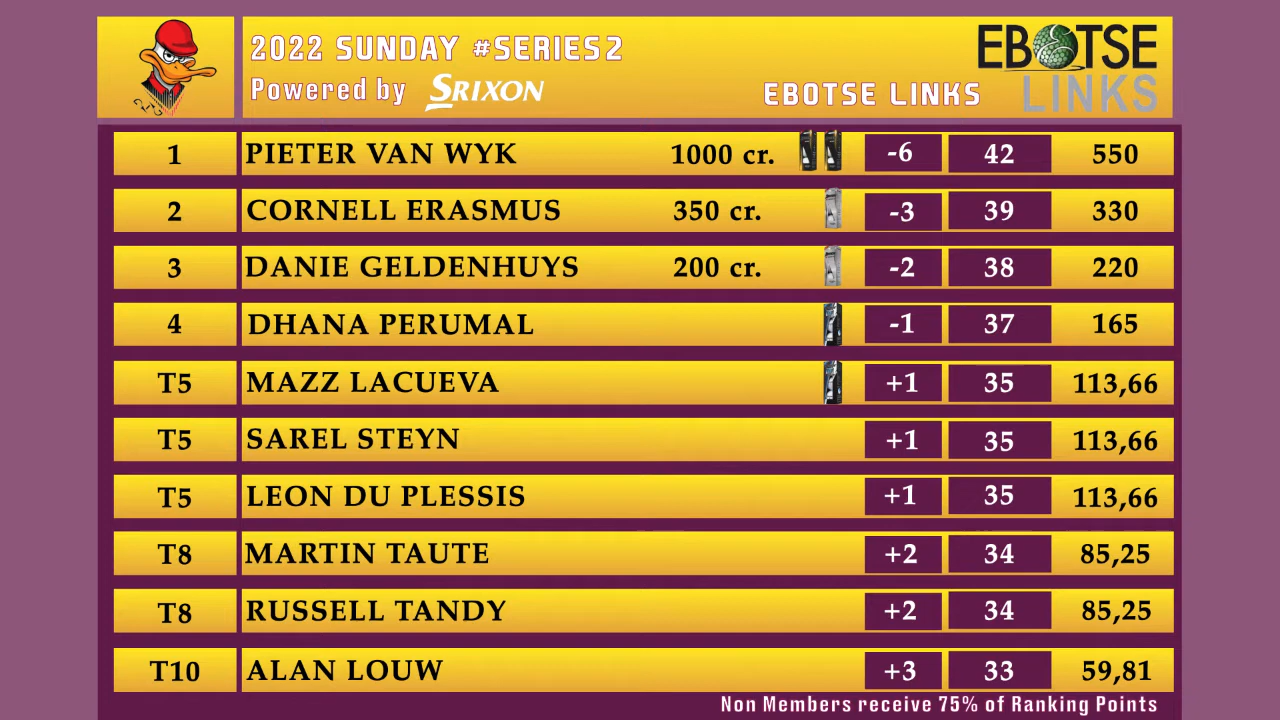 2022 SUNDAY #SERIES2
Powered by SRIXON
EBOTSE LINKS
EBOTSE
LINKS
1 PIETER VAN WYK 1000 cr. -6 42 550
2 CORNELL ERASMUS 350 cr. -3 39 330
3 DANIE GELDENHUYS 200 cr. -2 38 220
4 DHANA PERUMAL -1 37 165
T5 MAZZ LACUEVA +1 35 113,66
T5 SAREL STEYN +1 35 113,66
T5 LEON DU PLESSIS +1 35 113,66
T8 MARTIN TAUTE +2 34 85,25
T8 RUSSELL TANDY +2 34 85,25
T10 ALAN LOUW +3 33 59,81
Non Members receive 75% of Ranking Points